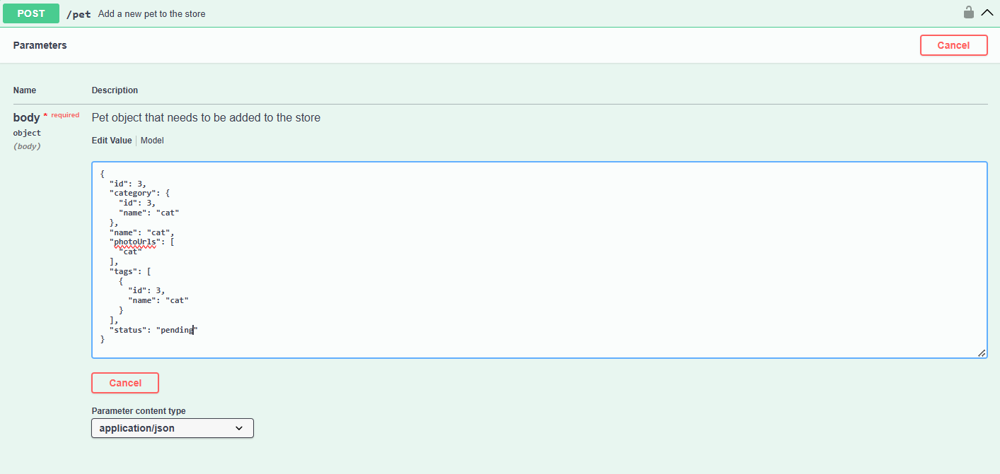 POST /pet Add a new pet to the store
Parameters
Cancel
Name Description
body * required Pet object that needs to be added to the store
object
(body)
Edit Value Model
{
  "id": 3,
  "category": {
    "id": 3,
    "name": "cat"
  },
  "name": "cat",
  "photoUrls": [
    "cat"
  ],
  "tags": [
    {
      "id": 3,
      "name": "cat"
    }
  ],
  "status": "pending"
}
Cancel
Parameter content type
application/json